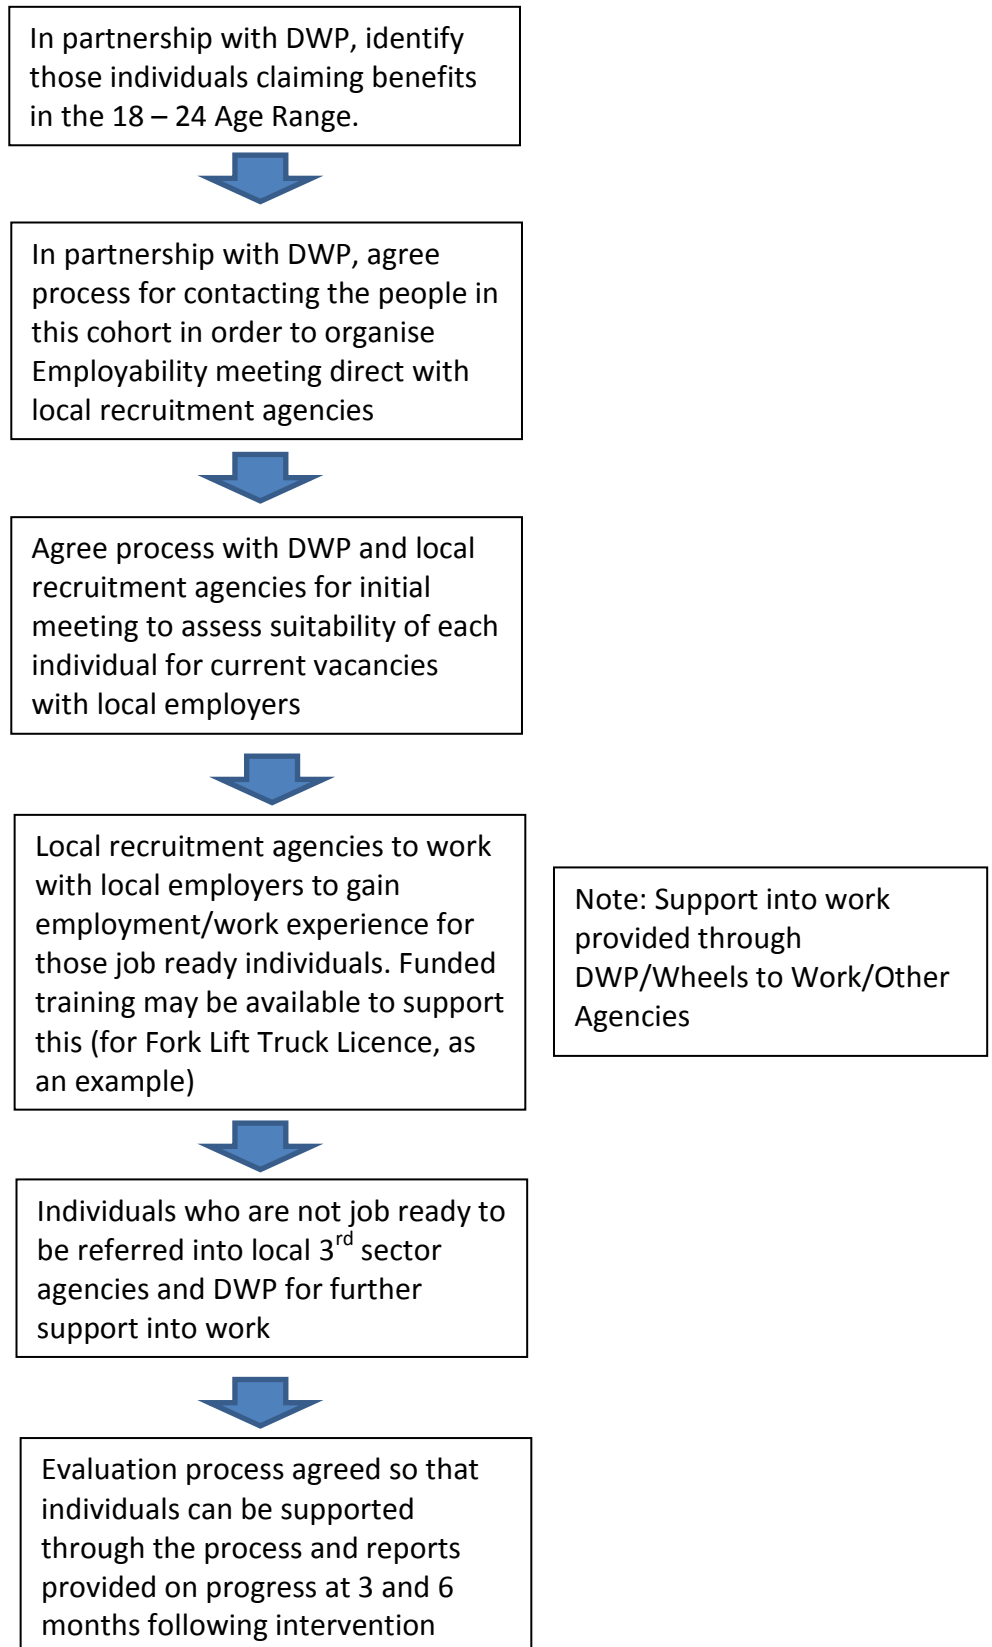 In partnership with DWP, identify
those individuals claiming benefits
in the 18 – 24 Age Range.
In partnership with DWP, agree
process for contacting the people in
this cohort in order to organise
Employability meeting direct with
local recruitment agencies
Agree process with DWP and local
recruitment agencies for initial
meeting to assess suitability of each
individual for current vacancies
with local employers
Local recruitment agencies to work
with local employers to gain
employment/work experience for
those job ready individuals. Funded
training may be available to support
this (for Fork Lift Truck Licence, as
an example)
Note: Support into work
provided through
DWP/Wheels to Work/Other
Agencies
Individuals who are not job ready to
be referred into local 3rd sector
agencies and DWP for further
support into work
Evaluation process agreed so that
individuals can be supported
through the process and reports
provided on progress at 3 and 6
months following intervention